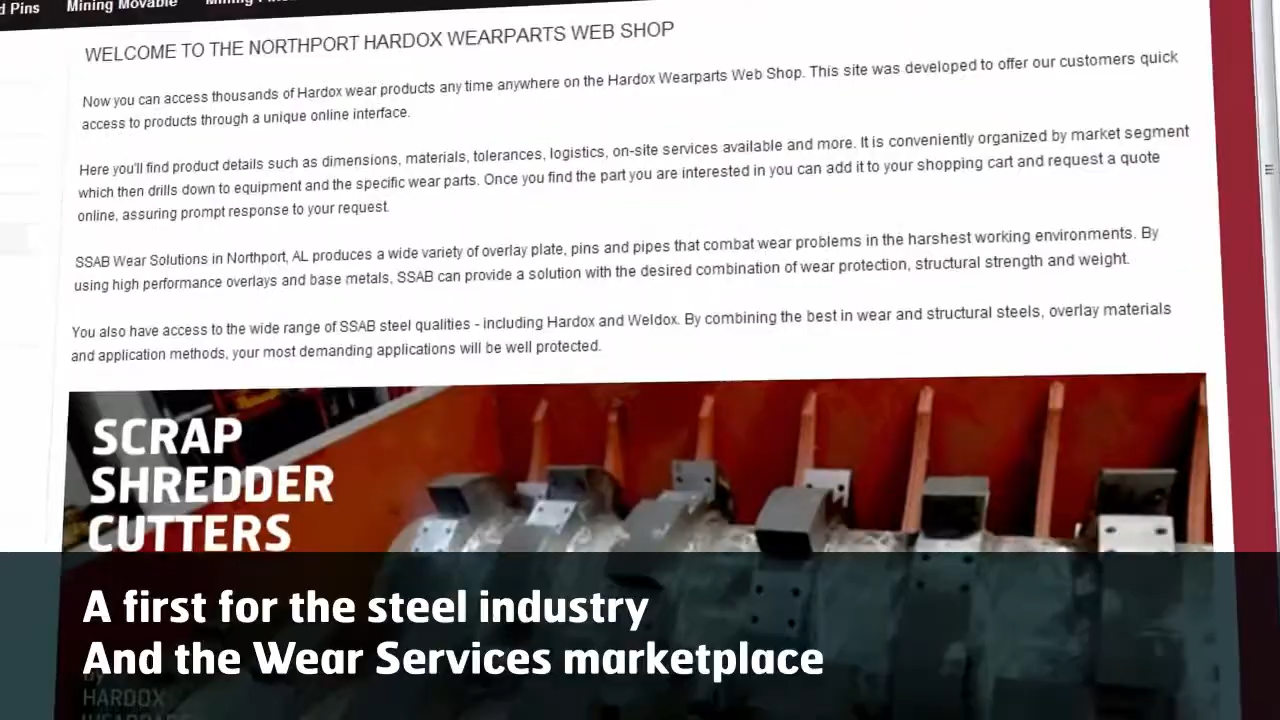 d Pins Mining Movable
WELCOME TO THE NORTHPORT HARDOX WEARPARTS WEB SHOP
Now you can access thousands of Hardox wear products any time anywhere on the Hardox Wearparts Web Shop. This site was developed to offer our customers quick
access to products through a unique online interface.
Here you'll find product details such as dimensions, materials, tolerances, logistics, on-site services available and more. It is conveniently organized by market segment
which then drills down to equipment and the specific wear parts. Once you find the part you are interested in you can add it to your shopping cart and request a quote
online, assuring prompt response to your request.
SSAB Wear Solutions in Northport, AL produces a wide variety of overlay plate, pins and pipes that combat wear problems in the harshest working environments. By
using high performance overlays and base metals, SSAB can provide a solution with the desired combination of wear protection, structural strength and weight.
You also have access to the wide range of SSAB steel qualities - including Hardox and Weldox. By combining the best in wear and structural steels, overlay materials
and application methods, your most demanding applications will be well protected.
SCRAP
SHREDDER
CUTTERS
A first for the steel industry
And the Wear Services marketplace
by
HARDOX